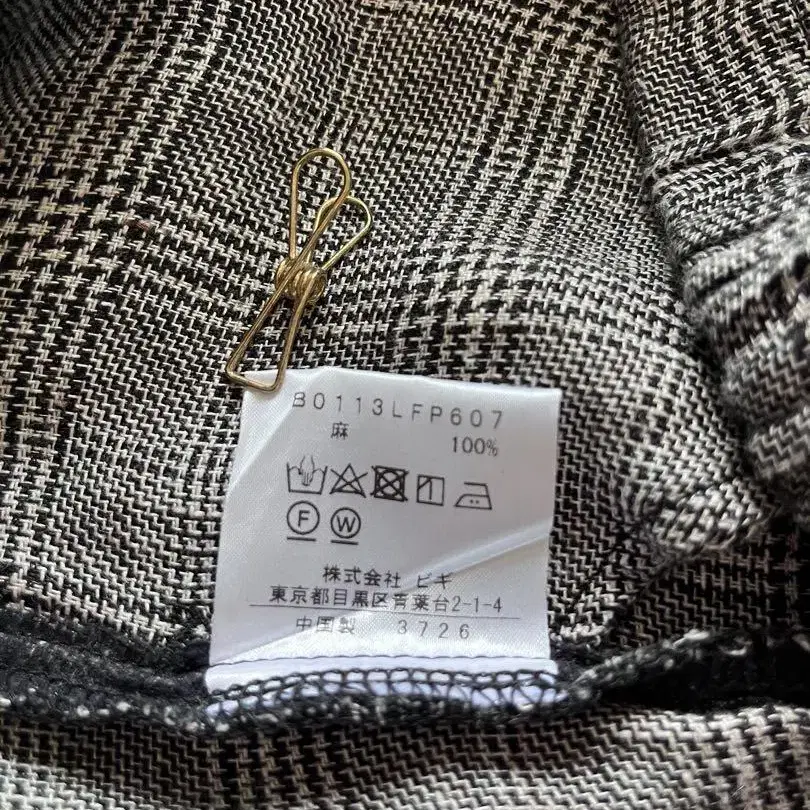 B0113LFP607
麻
100%
F W
株式会社 ビギ
東京都目黒区青葉台2-1-4
中国製 3726